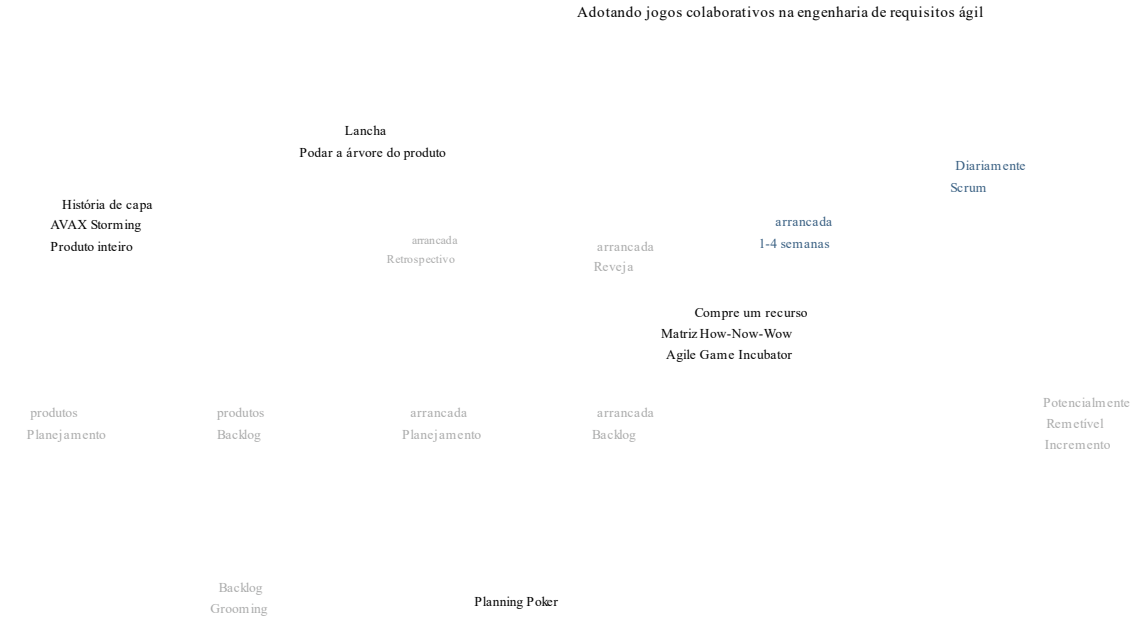 Adotando jogos colaborativos na engenharia de requisitos ágil
Lancha
Podar a árvore do produto
Diariamente
Scrum
História de capa
AVAX Storming
Produto inteiro
arrancada
1-4 semanas
arrancada
Retrospectivo
arrancada
Reveja
Compre um recurso
Matriz How-Now-Wow
Agile Game Incubator
produtos
Planejamento
produtos
Backlog
arrancada
Planejamento
arrancada
Backlog
Potencialmente
Remetível
Incremento
Backlog
Grooming
Planning Poker